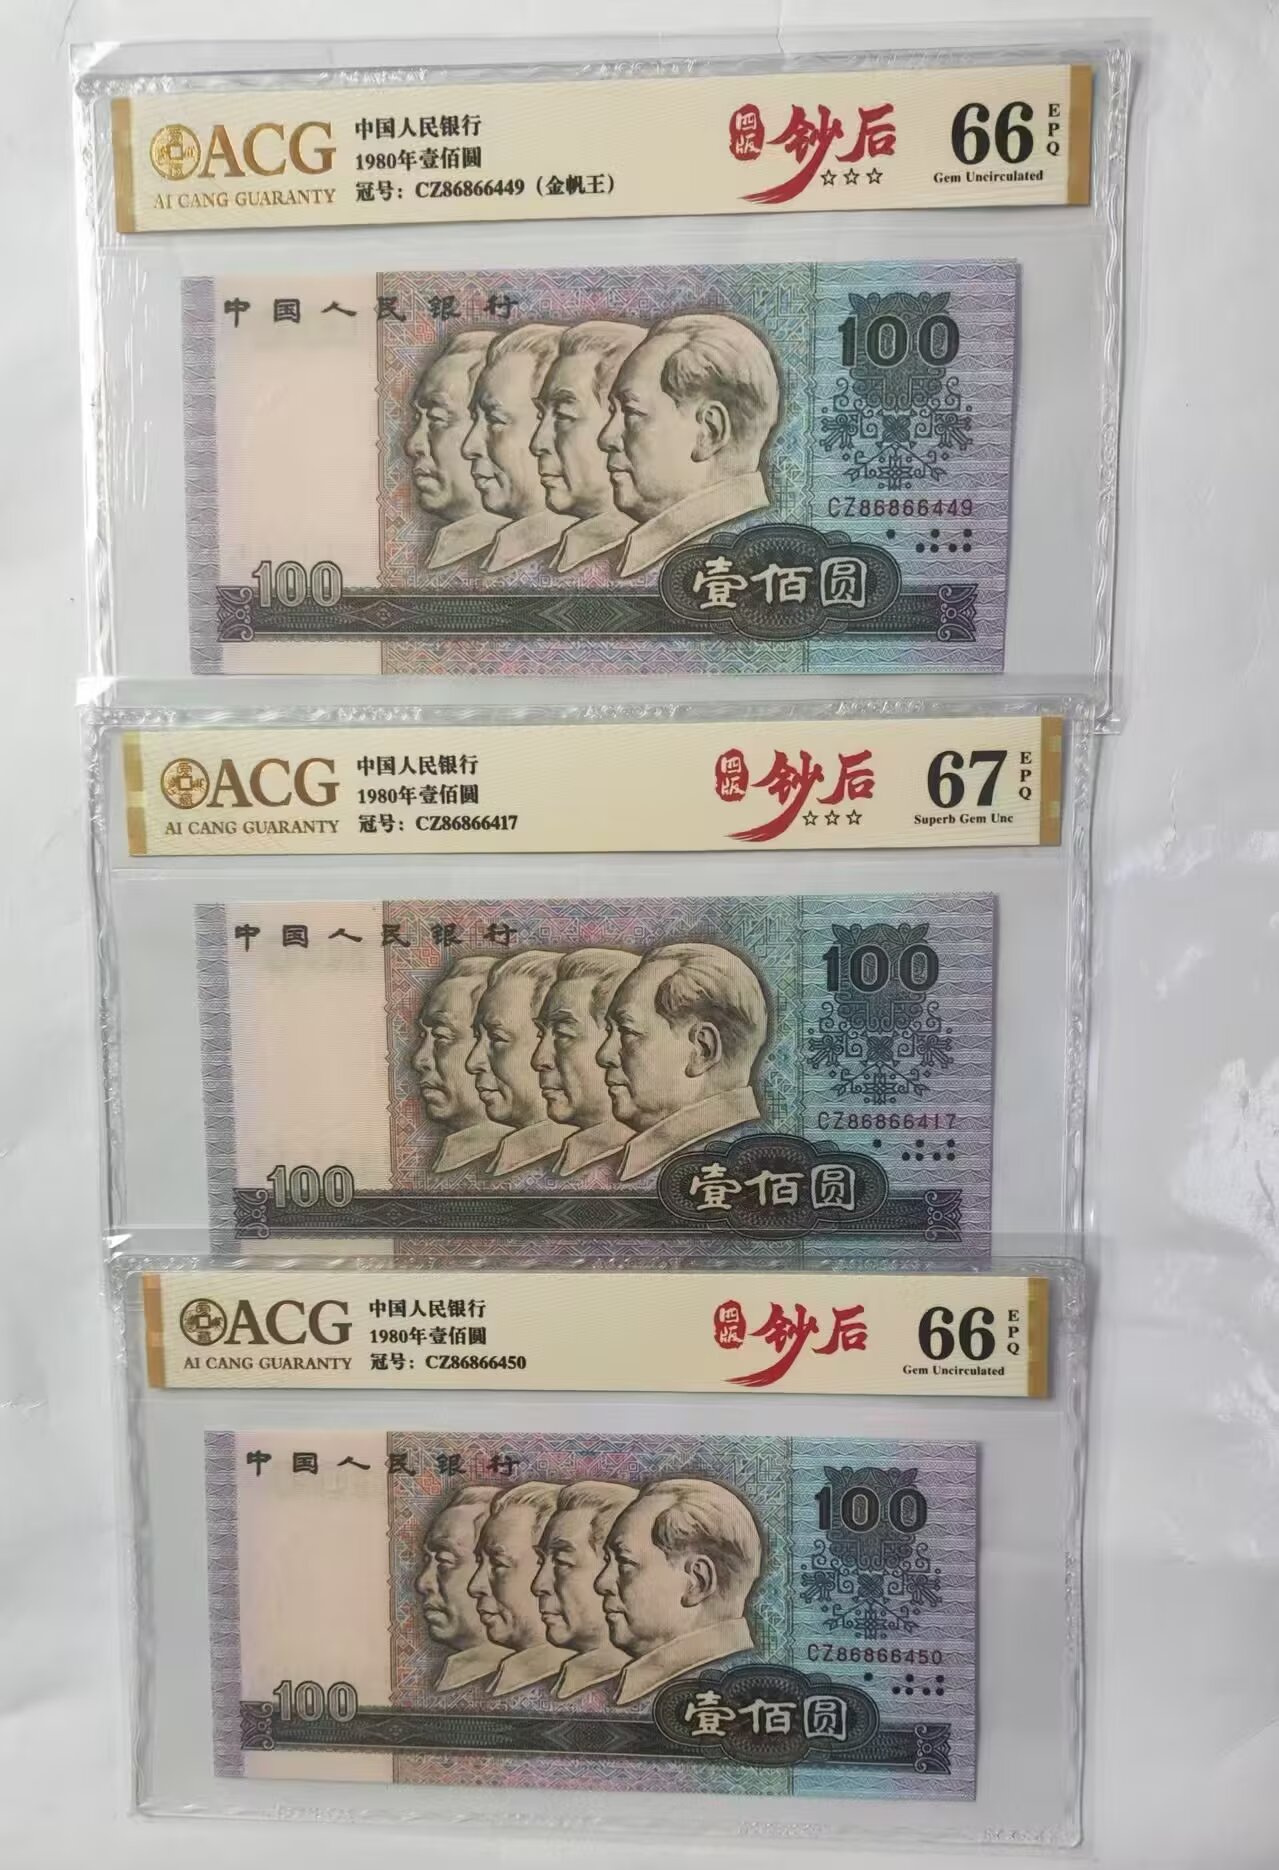 ACG
AI CANG GUARANTY
中国人民银行
1980年壹佰圆
冠号：CZ86866449（金帆王）
四版 钞后
☆☆☆
66 EPQ
Gem Uncirculated
中国人民银行
100
CZ86866449
100
壹佰圆
ACG
AI CANG GUARANTY
中国人民银行
1980年壹佰圆
冠号：CZ86866417
四版 钞后
☆☆☆
67 EPQ
Superb Gem Unc
中国人民银行
100
CZ86866417
100
壹佰圆
ACG
AI CANG GUARANTY
中国人民银行
1980年壹佰圆
冠号：CZ86866450
四版 钞后
66 EPQ
Gem Uncirculated
中国人民银行
100
CZ86866450
100
壹佰圆